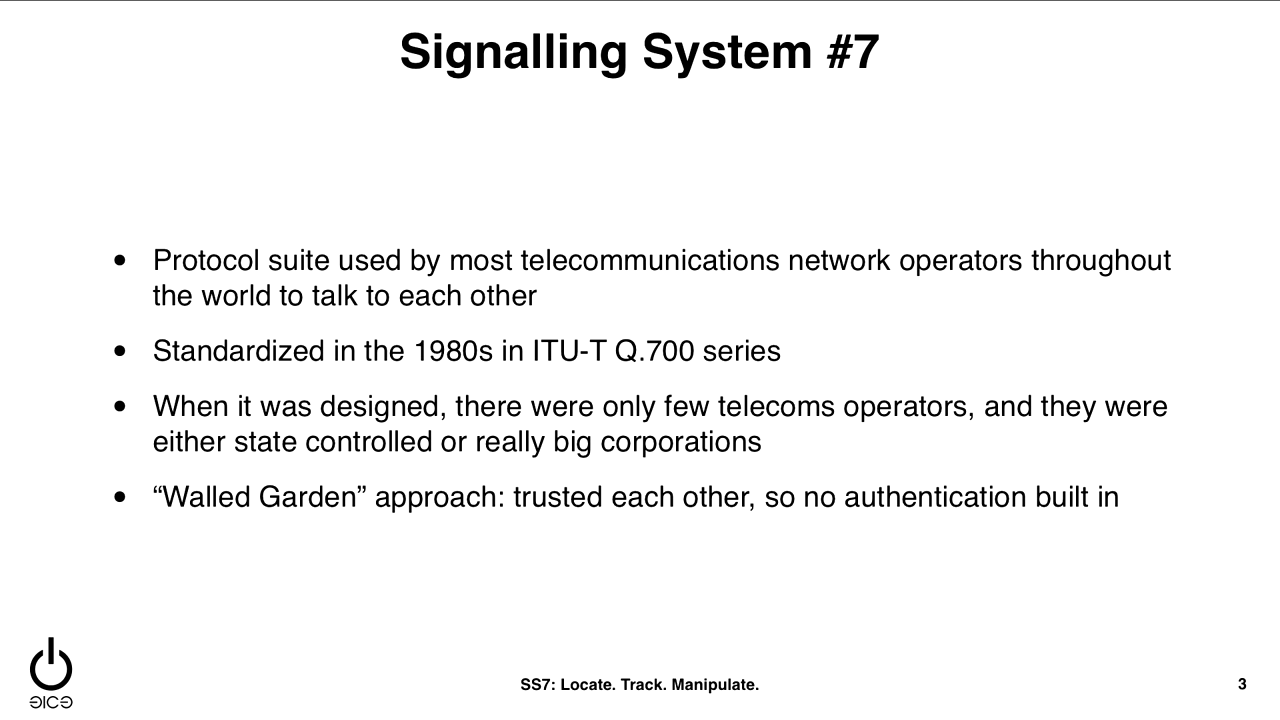 Signalling System #7
• Protocol suite used by most telecommunications network operators throughout
the world to talk to each other
• Standardized in the 1980s in ITU-T Q.700 series
• When it was designed, there were only few telecoms operators, and they were
either state controlled or really big corporations
• “Walled Garden” approach: trusted each other, so no authentication built in
SS7: Locate. Track. Manipulate.
3